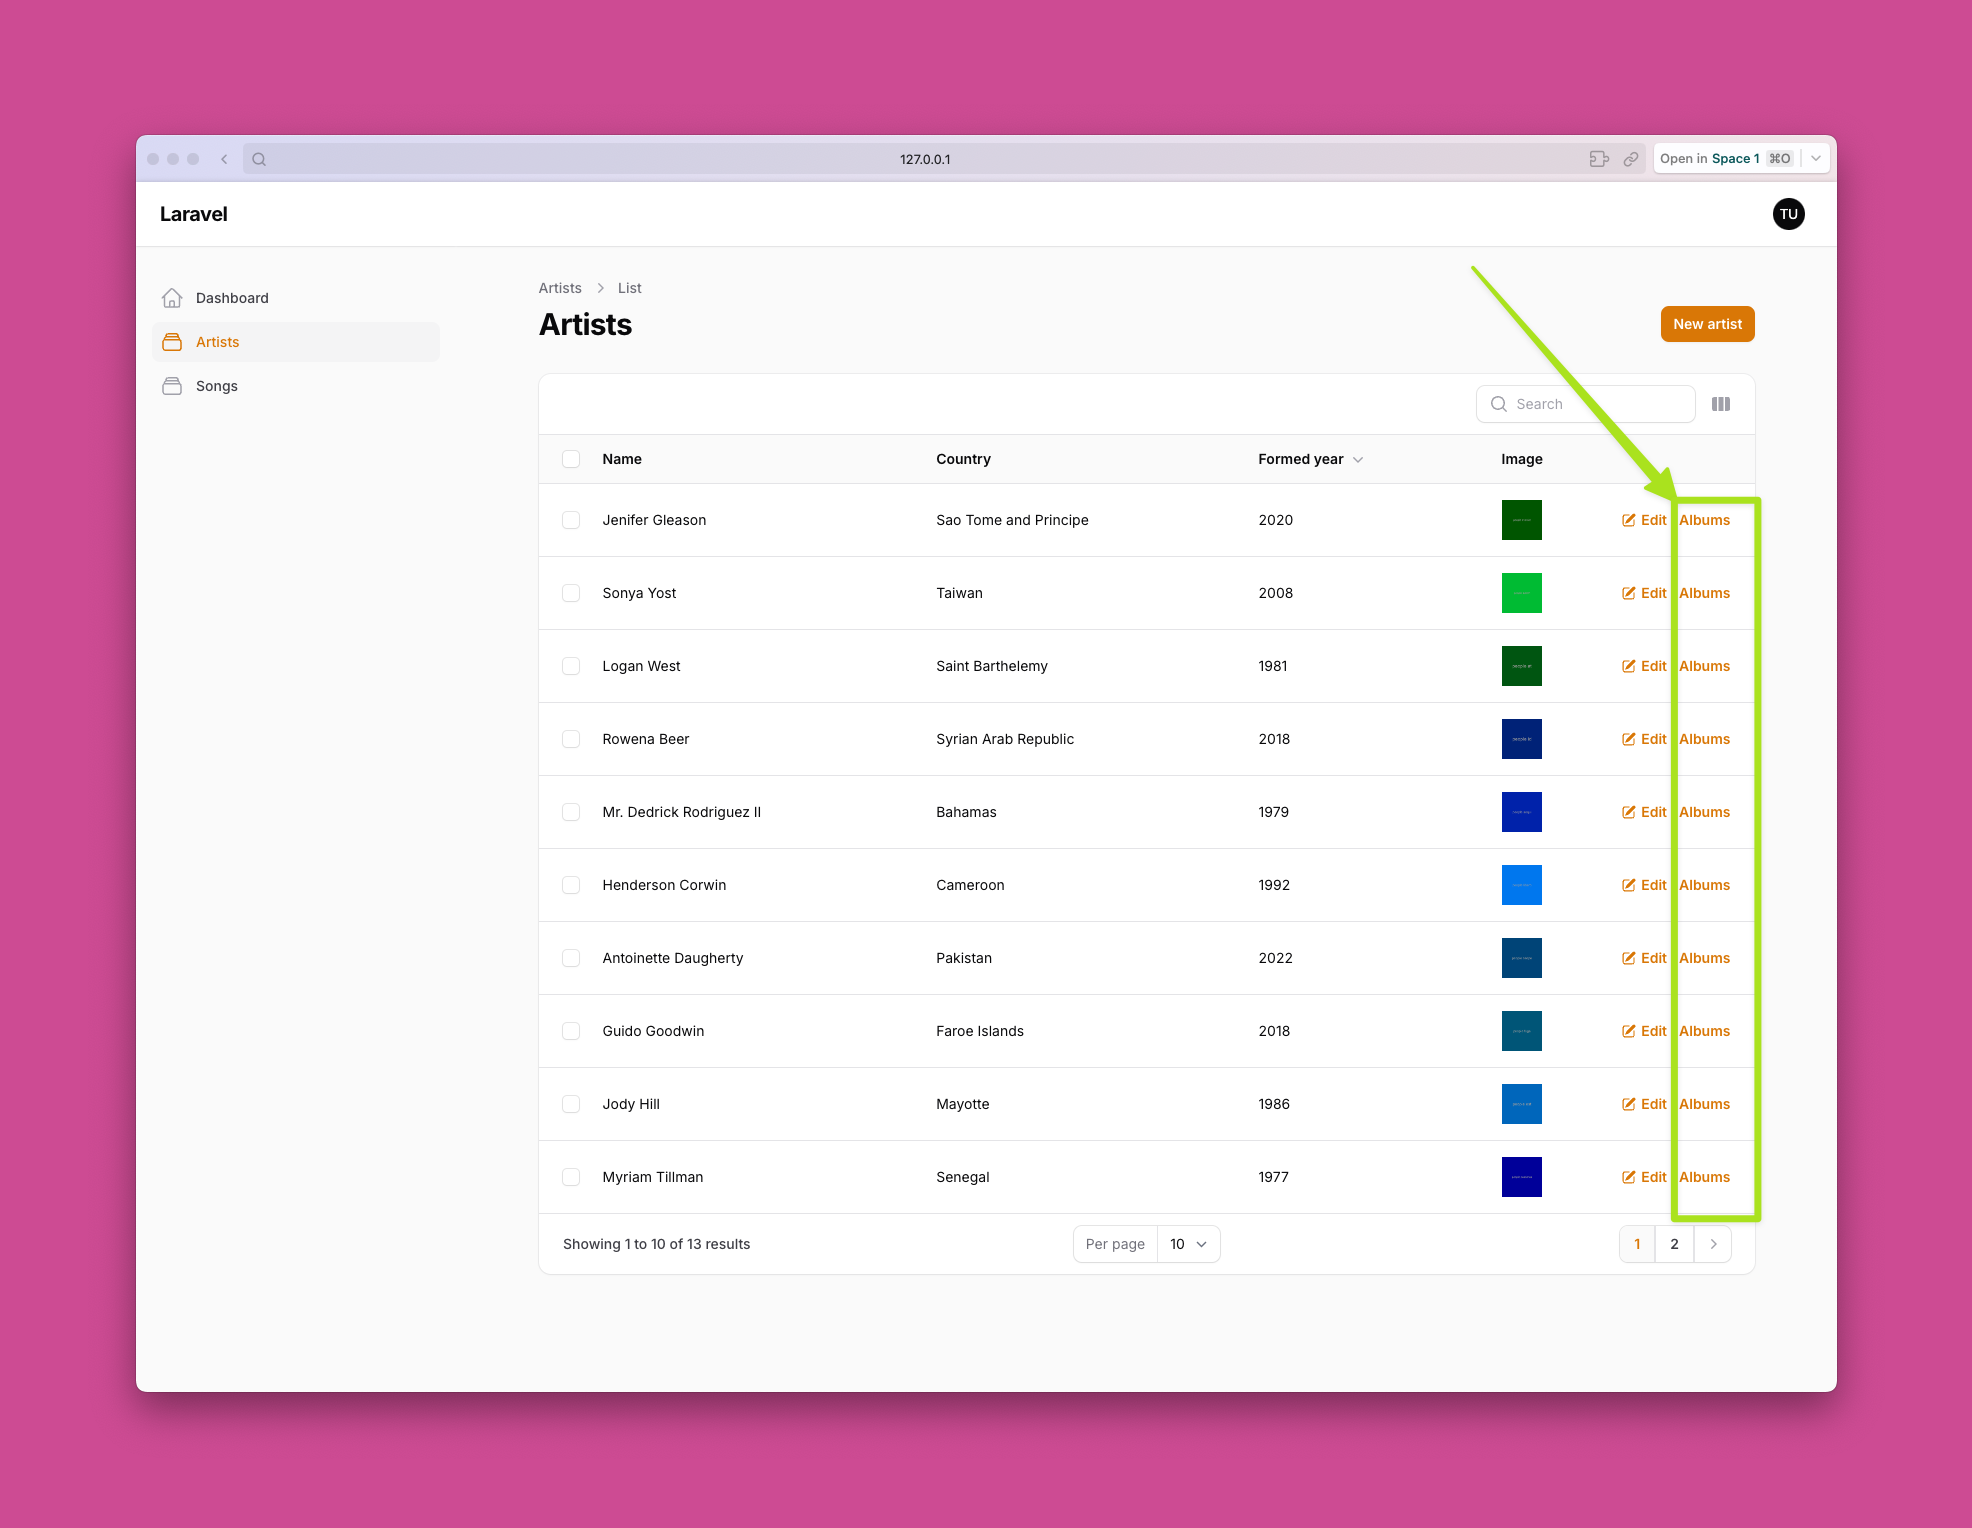 127.0.0.1
Open in Space 1 ⌘O
Laravel
TU
Dashboard
Artists
Songs
Artists > List
Artists
New artist
Search
Name Country Formed year Image
Jenifer Gleason Sao Tome and Principe 2020 Edit Albums
Sonya Yost Taiwan 2008 Edit Albums
Logan West Saint Barthelemy 1981 Edit Albums
Rowena Beer Syrian Arab Republic 2018 Edit Albums
Mr. Dedrick Rodriguez II Bahamas 1979 Edit Albums
Henderson Corwin Cameroon 1992 Edit Albums
Antoinette Daugherty Pakistan 2022 Edit Albums
Guido Goodwin Faroe Islands 2018 Edit Albums
Jody Hill Mayotte 1986 Edit Albums
Myriam Tillman Senegal 1977 Edit Albums
Showing 1 to 10 of 13 results Per page 10 1 2